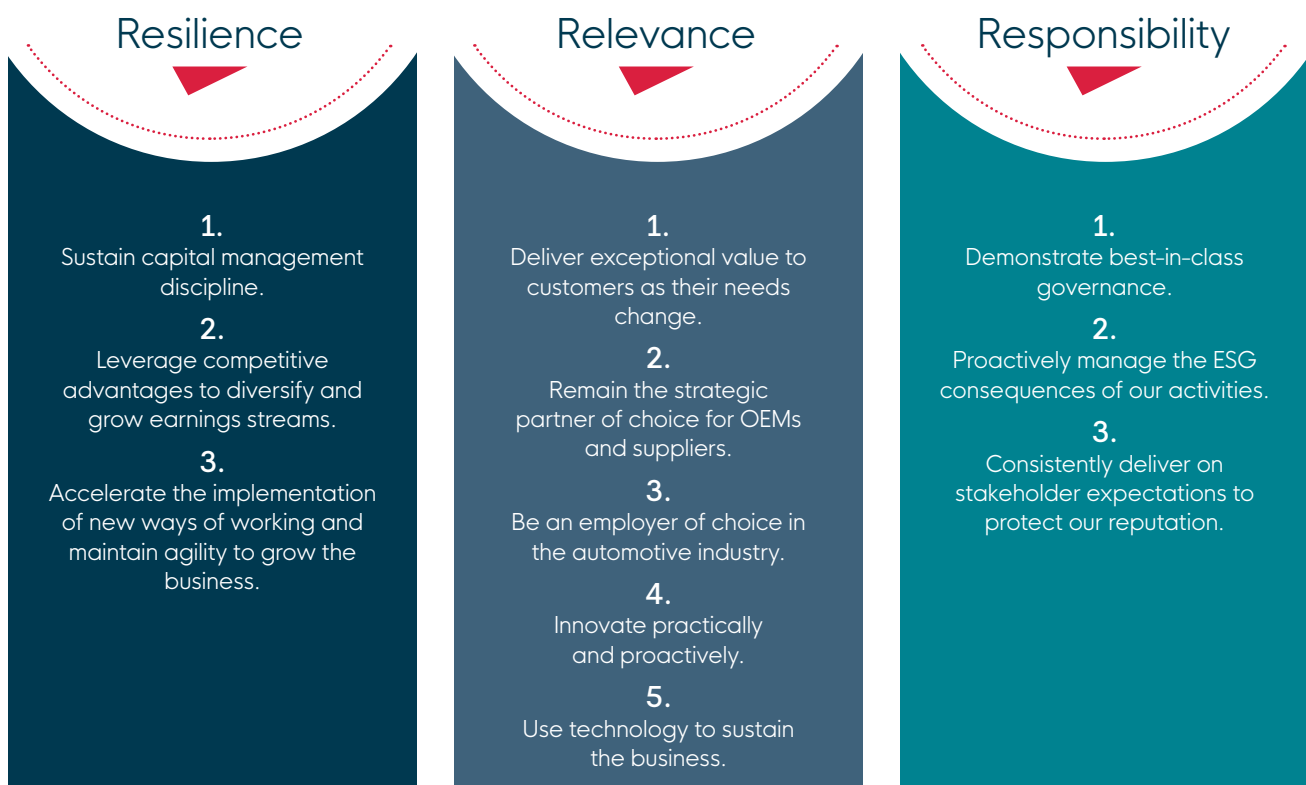 Resilience
1.
Sustain capital management
discipline.
2.
Leverage competitive
advantages to diversify and
grow earnings streams.
3.
Accelerate the implementation
of new ways of working and
maintain agility to grow the
business.
Relevance
1.
Deliver exceptional value to
customers as their needs
change.
2.
Remain the strategic
partner of choice for OEMs
and suppliers.
3.
Be an employer of choice in
the automotive industry.
4.
Innovate practically
and proactively.
5.
Use technology to sustain
the business.
Responsibility
1.
Demonstrate best-in-class
governance.
2.
Proactively manage the ESG
consequences of our activities.
3.
Consistently deliver on
stakeholder expectations to
protect our reputation.